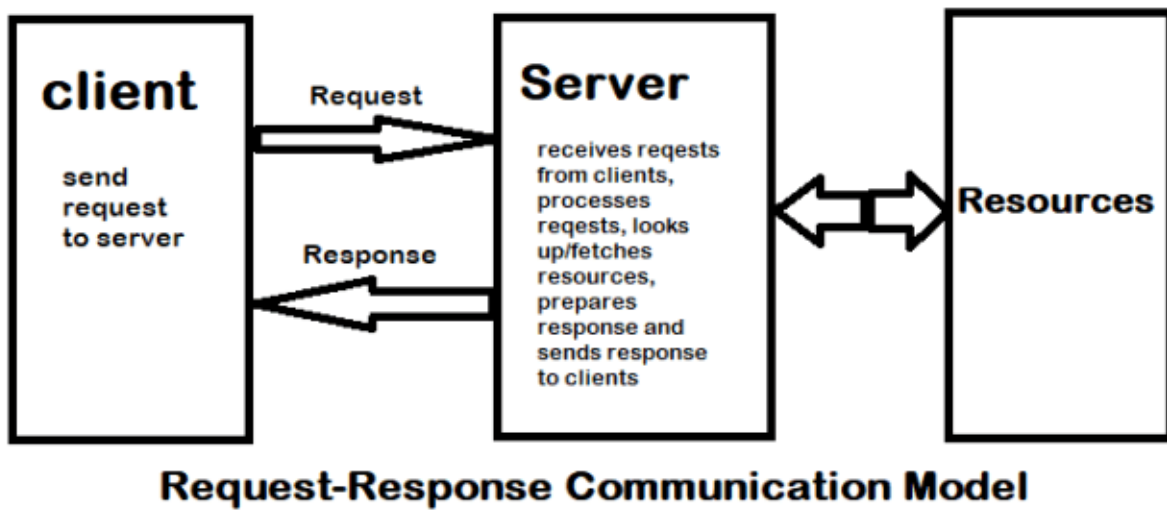 client
send
request
to server
Request
Response
Server
receives reqests
from clients,
processes
reqests, looks
up/fetches
resources,
prepares
response and
sends response
to clients
Resources
Request-Response Communication Model